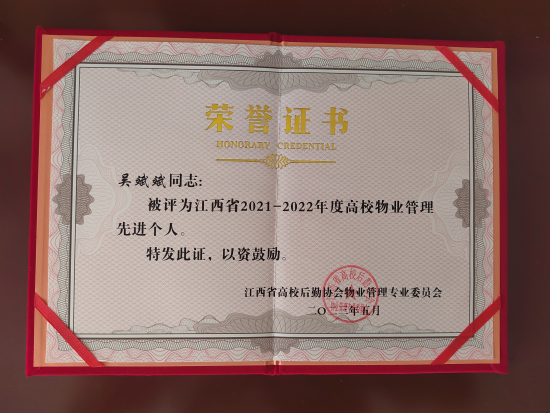 荣誉证书
HONORARY CREDENTIAL
吴斌斌同志:
被评为江西省2021-2022年度高校物业管理
先进个人。
特发此证，以资鼓励。
江西省高校后勤协会物业管理专业委员会
二〇二三年五月